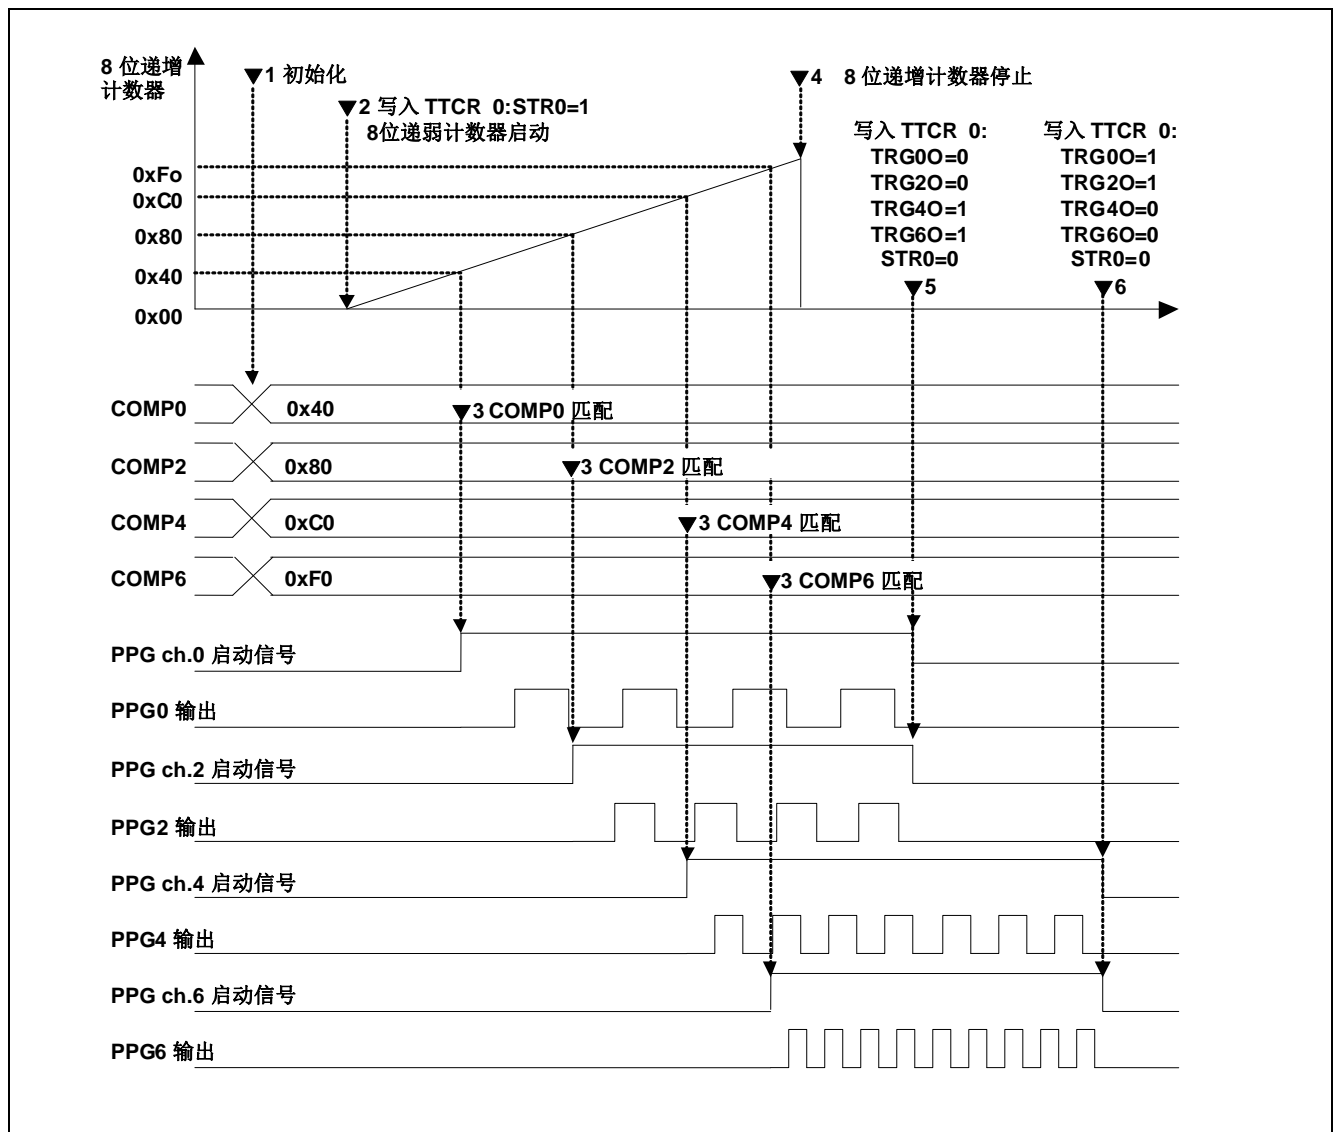 8 位递增
计数器
1 初始化
4 8 位递增计数器停止
2 写入 TTCR 0:STR0=1
8位递弱计数器启动
写入 TTCR 0:
TRG0O=0
TRG2O=0
TRG4O=1
TRG6O=1
STR0=0
5
写入 TTCR 0:
TRG0O=1
TRG2O=1
TRG4O=0
TRG6O=0
STR0=0
6
0xFo
0xC0
0x80
0x40
0x00
COMP0 0x40 3 COMP0 匹配
COMP2 0x80 3 COMP2 匹配
COMP4 0xC0 3 COMP4 匹配
COMP6 0xF0 3 COMP6 匹配
PPG ch.0 启动信号
PPG0 输出
PPG ch.2 启动信号
PPG2 输出
PPG ch.4 启动信号
PPG4 输出
PPG ch.6 启动信号
PPG6 输出